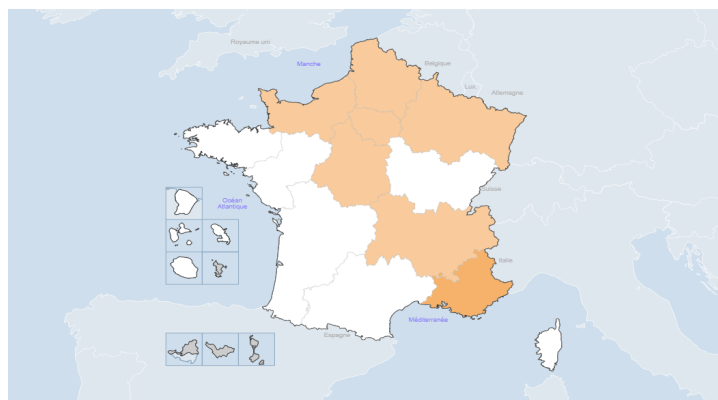 Royaume uni
Manche
Belgique
Lux.
Allemagne
Suisse
Océan
Atlantique
Italie
Méditerranée
Espagne